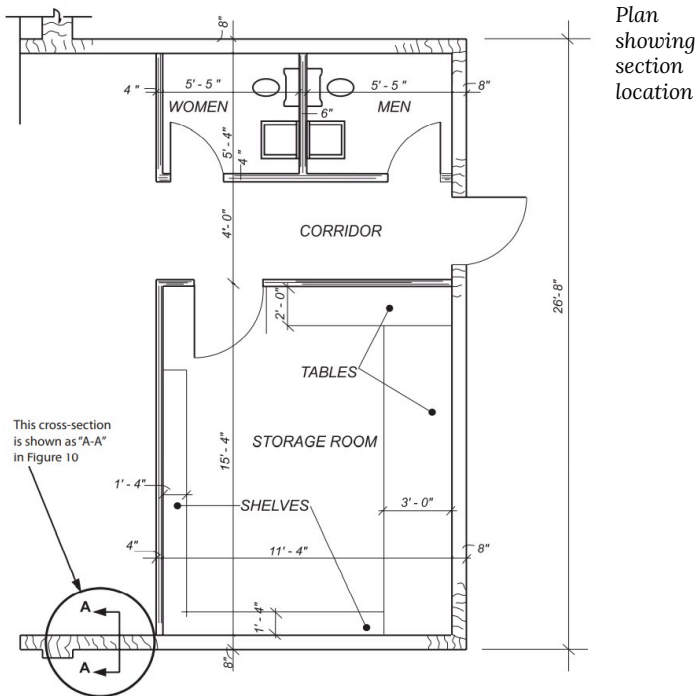 Plan
showing
section
location
8"
4"
5' - 5"
5' - 5"
8"
WOMEN
MEN
6"
5' - 4"
4"
4'- 0"
CORRIDOR
26'- 8"
2' - 0"
TABLES
This cross-section
is shown as "A-A"
in Figure 10
STORAGE ROOM
15' - 4"
1' - 4"
SHELVES
3' - 0"
4"
11' - 4"
8"
A
1' - 4"
A
8"